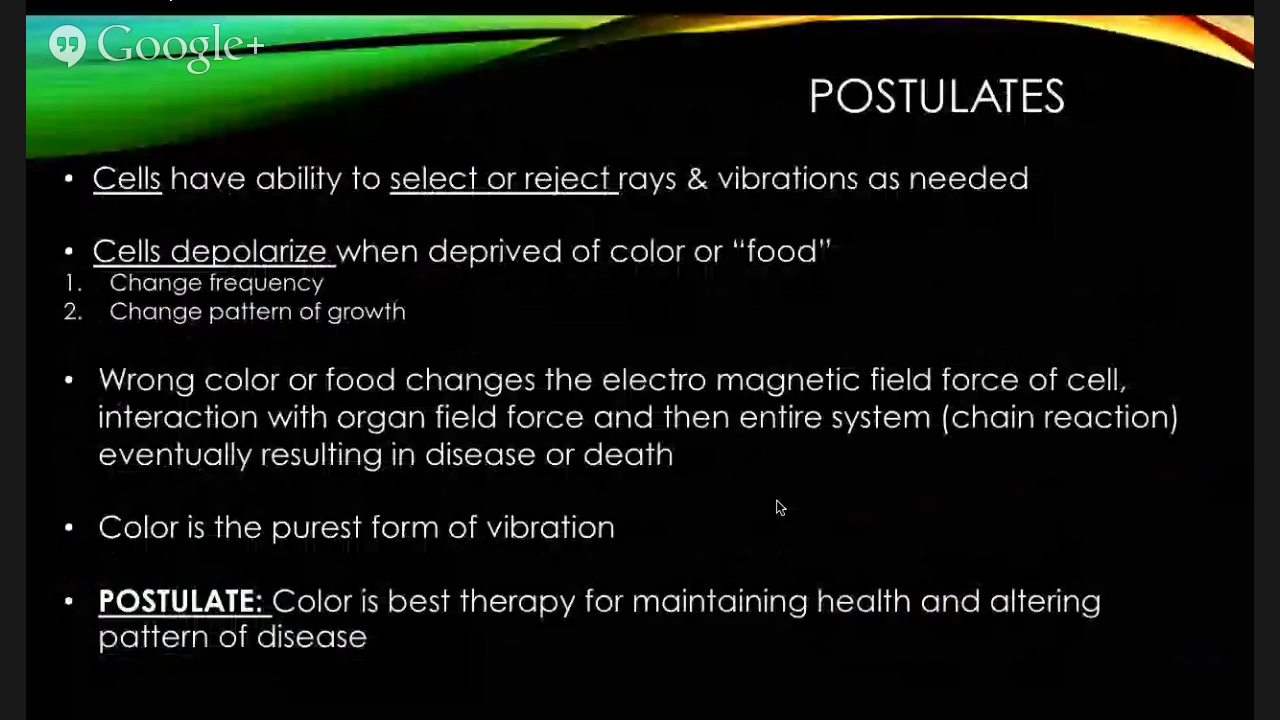 Google+
POSTULATES
• Cells have ability to select or reject rays & vibrations as needed
• Cells depolarize when deprived of color or “food”
1. Change frequency
2. Change pattern of growth
• Wrong color or food changes the electro magnetic field force of cell,
interaction with organ field force and then entire system (chain reaction)
eventually resulting in disease or death
• Color is the purest form of vibration
• POSTULATE: Color is best therapy for maintaining health and altering
pattern of disease